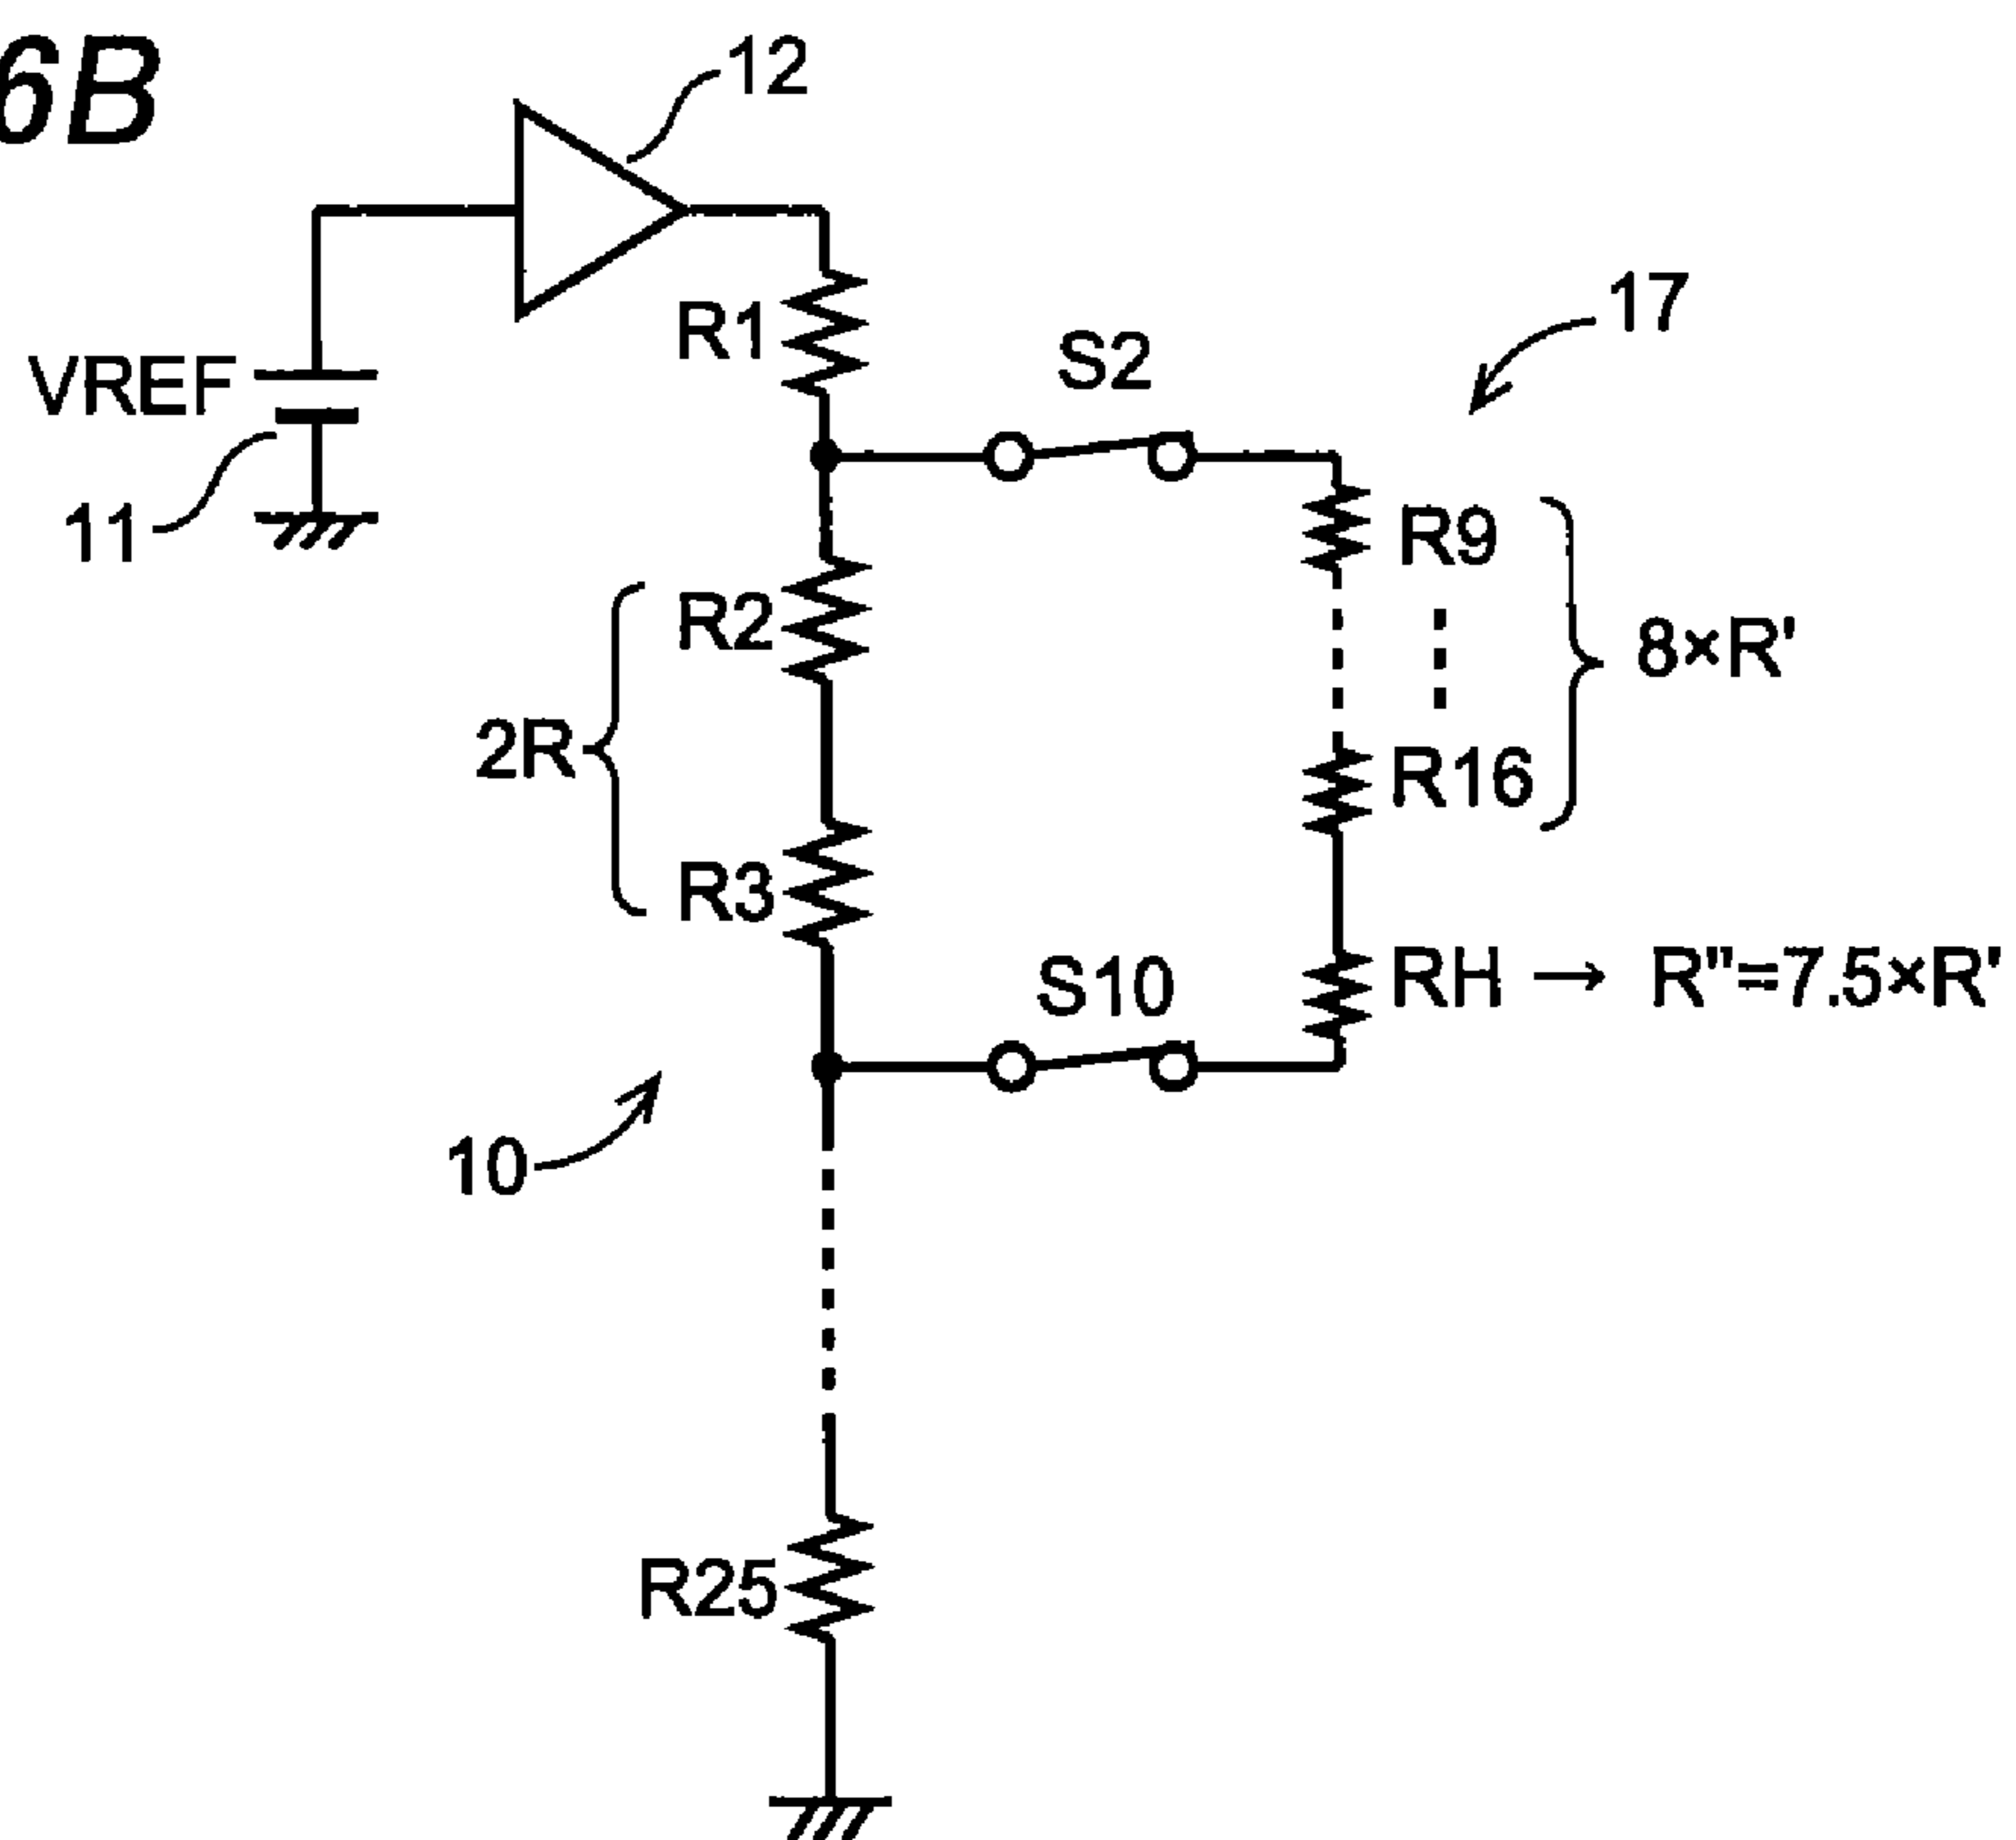 6B
12
R1
17
S2
VREF
11
R9
R2
8×R'
2R
R16
R3
RH → R"=7.5×R'
S10
10
R25